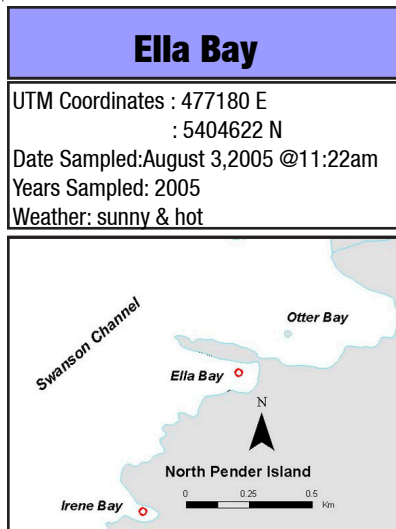 Ella Bay
UTM Coordinates : 477180 E
: 5404622 N
Date Sampled:August 3,2005 @11:22am
Years Sampled: 2005
Weather: sunny & hot
Swanson Channel
Otter Bay
Ella Bay
N
North Pender Island
0 0.25 0.5
Km
Irene Bay